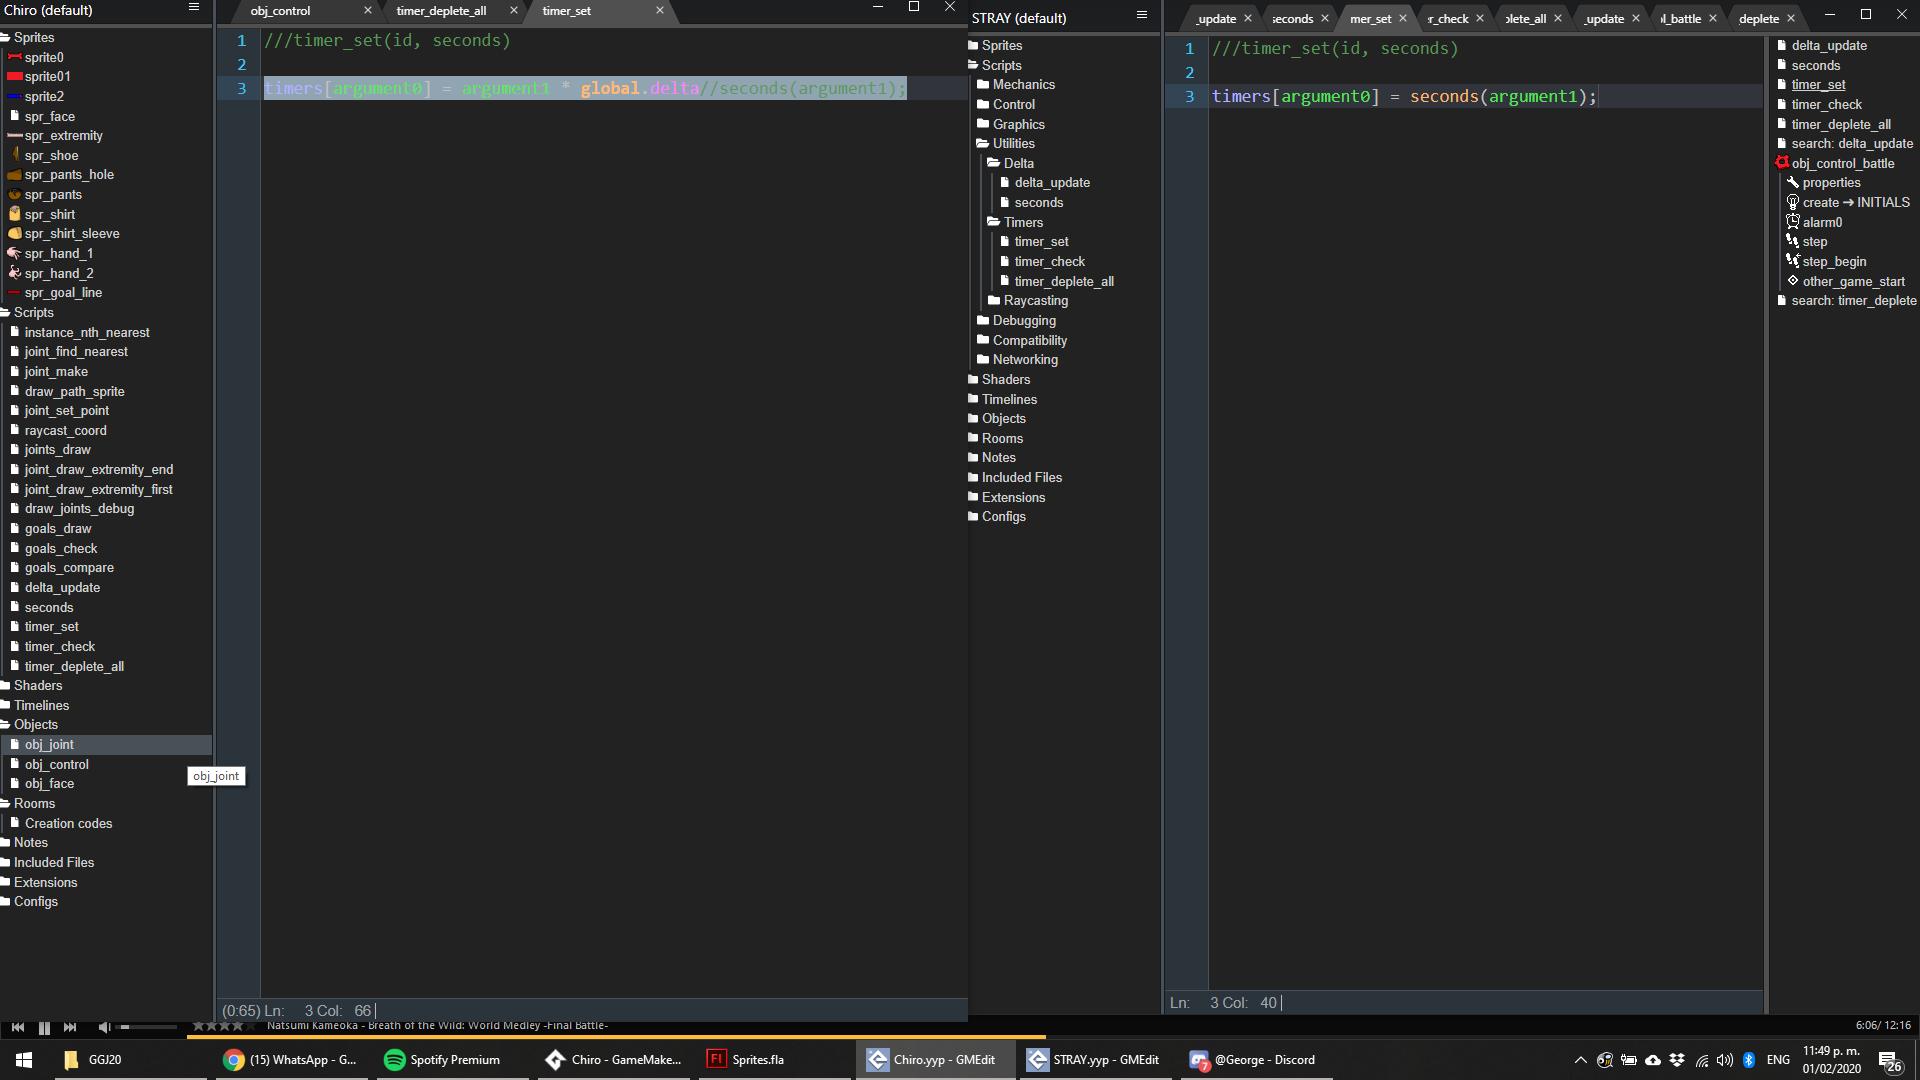 Chiro (default)
Sprites
sprite0
sprite01
sprite2
spr_face
spr_extremity
spr_shoe
spr_pants_hole
spr_pants
spr_shirt
spr_shirt_sleeve
spr_hand_1
spr_hand_2
spr_goal_line
Scripts
instance_nth_nearest
joint_find_nearest
joint_make
draw_path_sprite
joint_set_point
raycast_coord
joints_draw
joint_draw_extremity_end
joint_draw_extremity_first
draw_joints_debug
goals_draw
goals_check
goals_compare
delta_update
seconds
timer_set
timer_check
timer_deplete_all
Shaders
Timelines
Objects
obj_joint
obj_control
obj_face
Rooms
Creation codes
Notes
Included Files
Extensions
Configs
obj_joint
obj_control
timer_deplete_all
timer_set
1 ///timer_set(id, seconds)
2
3 timers[argument0] = argument1 * global.delta//seconds(argument1);
(0:65) Ln: 3 Col: 66
STRAY (default)
Sprites
Scripts
Mechanics
Control
Graphics
Utilities
Delta
delta_update
seconds
Timers
timer_set
timer_check
timer_deplete_all
Raycasting
Debugging
Compatibility
Networking
Shaders
Timelines
Objects
Rooms
Notes
Included Files
Extensions
Configs
_update
seconds
mer_set
r_check
plete_all
_update
l_battle
deplete
1 ///timer_set(id, seconds)
2
3 timers[argument0] = seconds(argument1);
Ln: 3 Col: 40
delta_update
seconds
timer_set
timer_check
timer_deplete_all
search: delta_update
obj_control_battle
properties
create → INITIALS
alarm0
step
step_begin
other_game_start
search: timer_deplete
Natsumi Kameoka - Breath of the Wild: World Medley -Final Battle-
6:06/ 12:16
GGJ20
(15) WhatsApp - G...
Spotify Premium
Chiro - GameMake...
Fl
Sprites.fla
Chiro.yyp - GMEdit
STRAY.yyp - GMEdit
7
@George - Discord
ENG
11:49 p. m.
01/02/2020
26